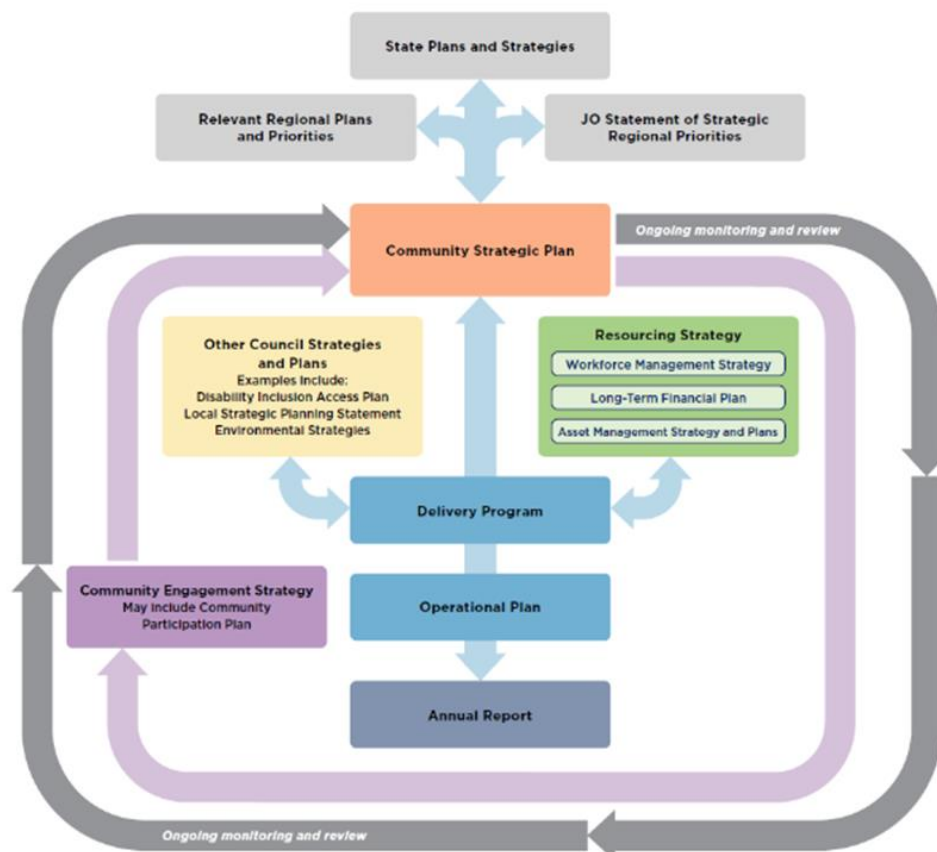 State Plans and Strategies
Relevant Regional Plans
and Priorities
JO Statement of Strategic
Regional Priorities
Community Strategic Plan
Ongoing monitoring and review
Other Council Strategies
and Plans
Examples Include:
Disability Inclusion Access Plan
Local Strategic Planning Statement
Environmental Strategies
Resourcing Strategy
Workforce Management Strategy
Long-Term Financial Plan
Asset Management Strategy and Plans
Delivery Program
Community Engagement Strategy
May Include Community
Participation Plan
Operational Plan
Annual Report
Ongoing monitoring and review